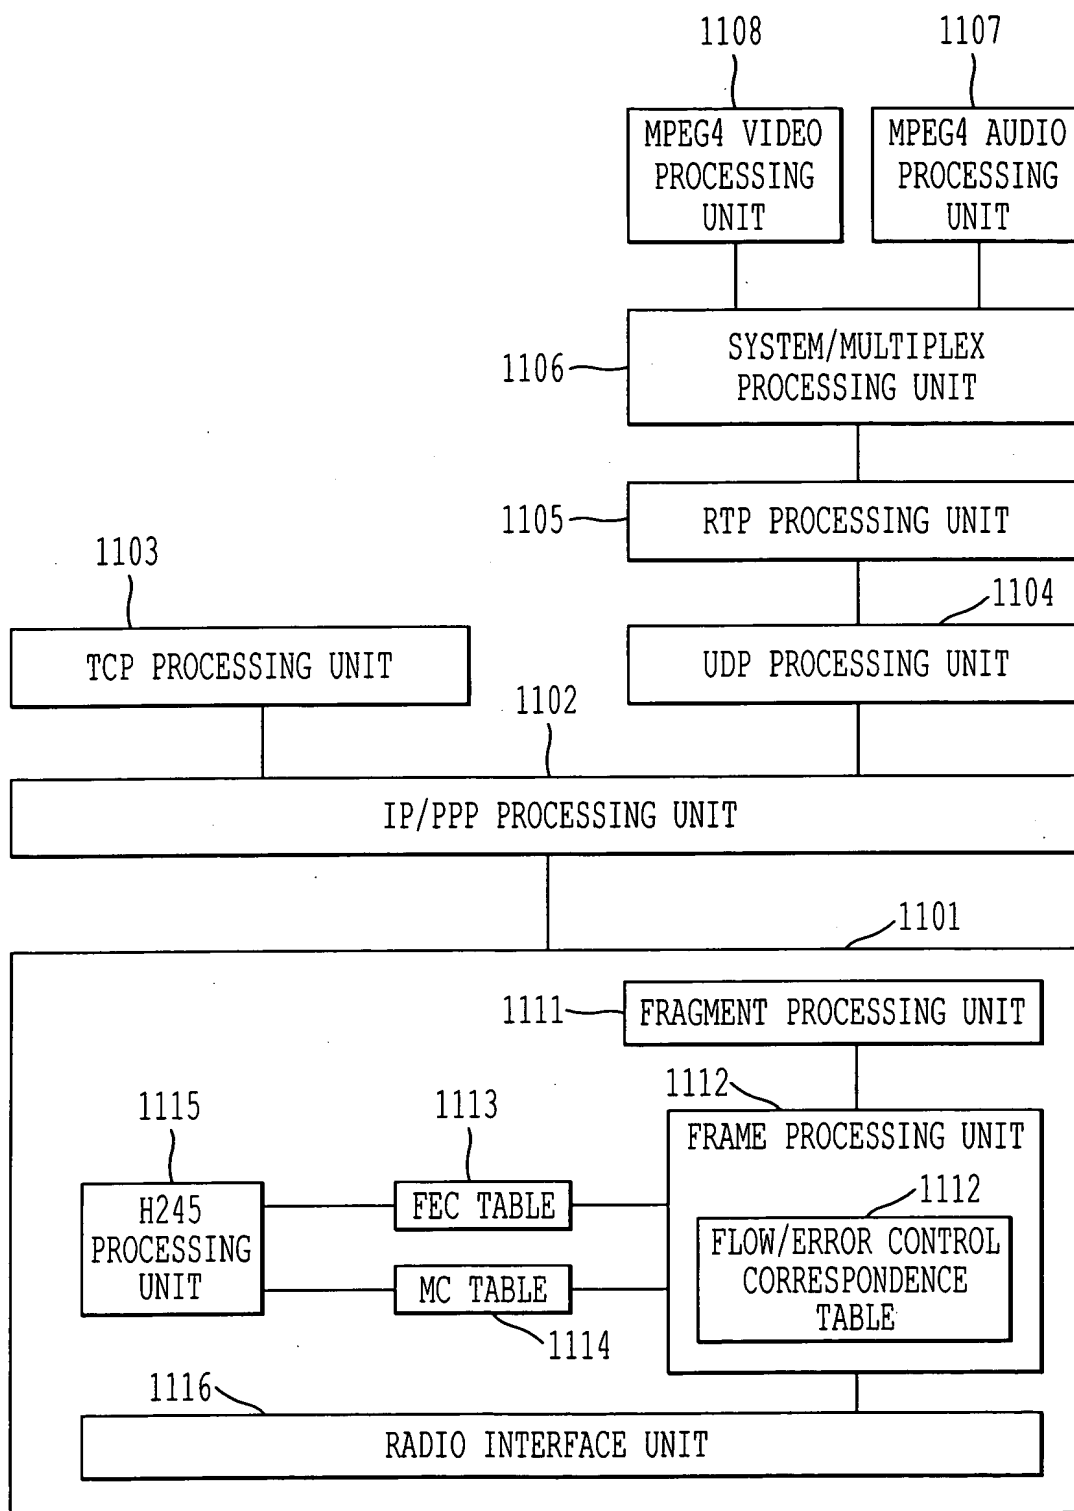 1108
1107
MPEG4 VIDEO
PROCESSING
UNIT
MPEG4 AUDIO
PROCESSING
UNIT
1106
SYSTEM/MULTIPLEX
PROCESSING UNIT
1105
RTP PROCESSING UNIT
1103
1104
TCP PROCESSING UNIT
UDP PROCESSING UNIT
1102
IP/PPP PROCESSING UNIT
1101
1111
FRAGMENT PROCESSING UNIT
1115
1113
1112
FRAME PROCESSING UNIT
H245
PROCESSING
UNIT
FEC TABLE
1112
FLOW/ERROR CONTROL
CORRESPONDENCE
TABLE
MC TABLE
1114
1116
RADIO INTERFACE UNIT